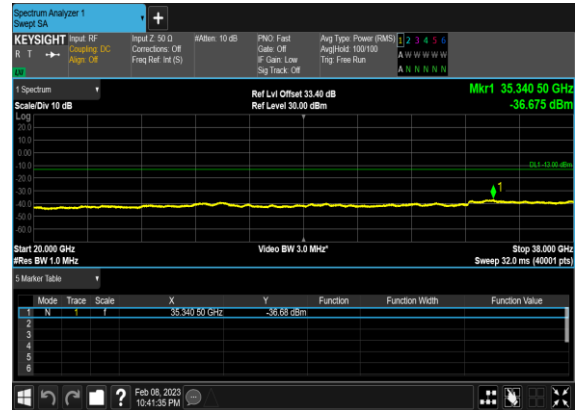 Spectrum Analyzer 1
Swept SA
+
KEYSIGHT Input: RF Input Z: 50 Ω #Atten: 10 dB PNO: Fast Avg Type: Power (RMS) 1 2 3 4 5 6
R T Coupling: DC Corrections: Off Gate: Off Avg|Hold: 100/100 A W W W W W
Align: Off Freq Ref: Int (S) IF Gain: Low Trig: Free Run
LW Sig Track: Off A N N N N N
1 Spectrum Ref Lvl Offset 33.40 dB Mkr1 35.340 50 GHz
Scale/Div 10 dB Ref Level 30.00 dBm -36.675 dBm
Log
20.0
10.0
0.00
-10.0
DL1 -13.00 dBm
-20.0
-30.0
1
-40.0
-50.0
-60.0
Start 20.000 GHz Video BW 3.0 MHz* Stop 38.000 GHz
#Res BW 1.0 MHz Sweep 32.0 ms (40001 pts)
5 Marker Table
Mode Trace Scale X Y Function Function Width Function Value
1 N 1 f 35.340 50 GHz -36.68 dBm
2
3
4
5
6
? Feb 08, 2023
10:41:35 PM